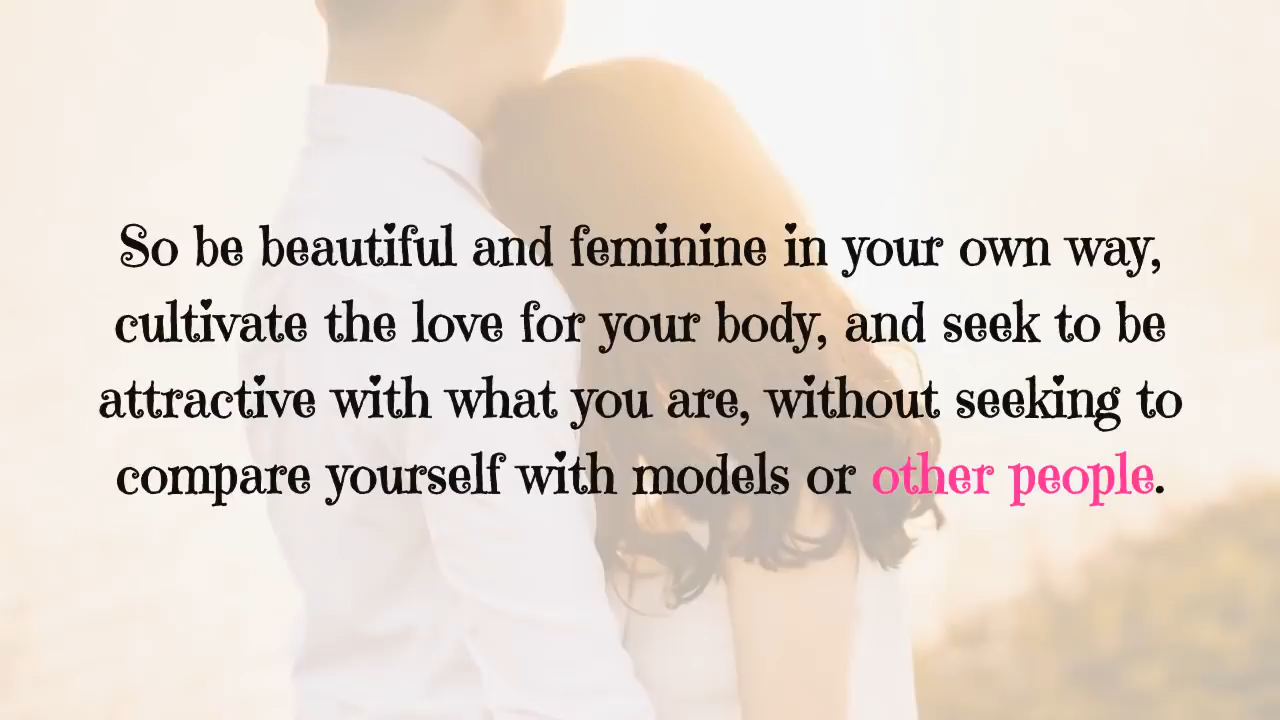 So be beautiful and feminine in your own way,
cultivate the love for your body, and seek to be
attractive with what you are, without seeking to
compare yourself with models or other people.